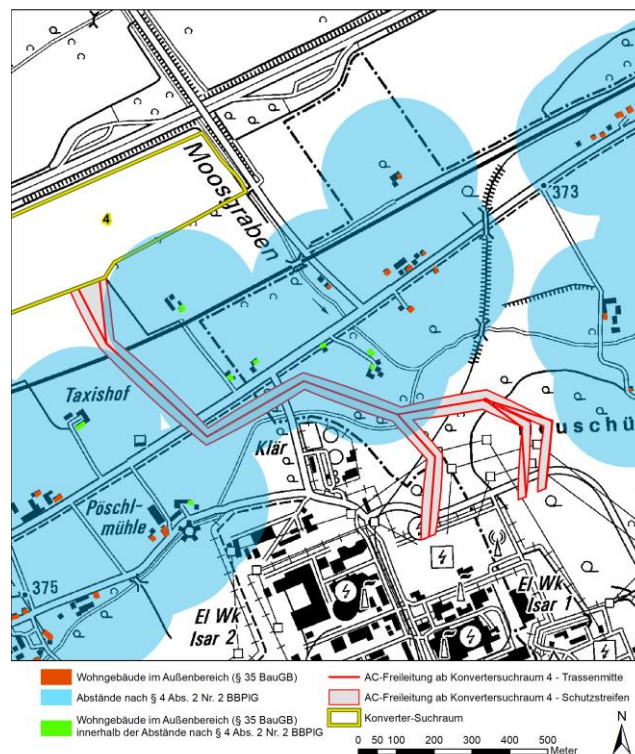 Moosgraben
4
373
Taxishof
Klär
Pöschl-
mühle
375
El Wk
Isar 2
El Wk
Isar 1
Wohngebäude im Außenbereich (§ 35 BauGB)
Abstände nach § 4 Abs. 2 Nr. 2 BBPlG
Wohngebäude im Außenbereich (§ 35 BauGB)
innerhalb der Abstände nach § 4 Abs. 2 Nr. 2 BBPlG
AC-Freileitung ab Konvertersuchraum 4 - Trassenmitte
AC-Freileitung ab Konvertersuchraum 4 - Schutzstreifen
Konverter-Suchraum
0 50 100 200 300 400 500
Meter
N